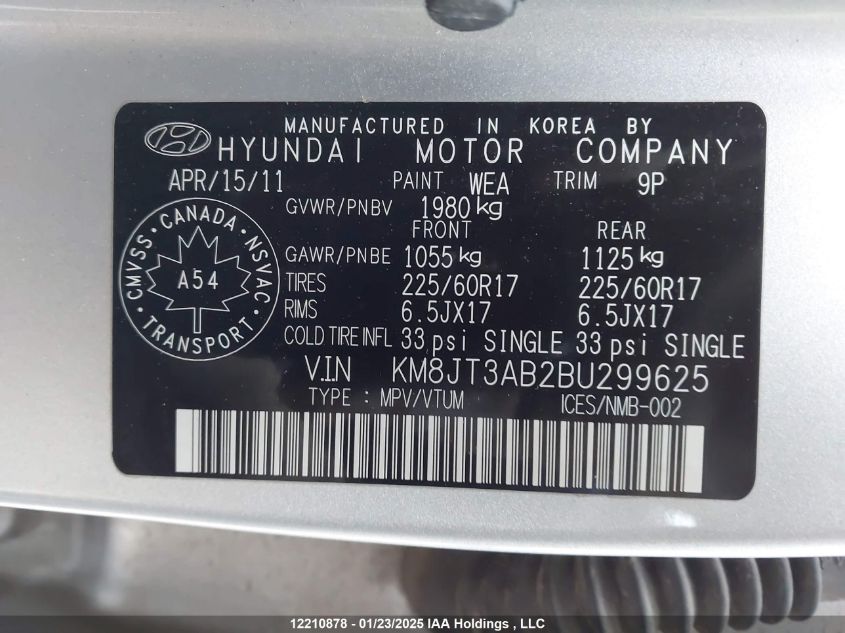 MANUFACTURED IN KOREA BY
HYUNDAI MOTOR COMPANY
APR/15/11 PAINT WEA TRIM 9P
GVWR/PNBV 1980 kg
FRONT REAR
GAWR/PNBE 1055 kg 1125 kg
TIRES 225/60R17 225/60R17
RIMS 6.5JX17 6.5JX17
COLD TIRE INFL 33 psi SINGLE 33 psi SINGLE
CMVSS · CANADA · NSVAC · TRANSPORT ·
A54
V.I.N KM8JT3AB2BU299625
TYPE : MPV/VTUM ICES/NMB-002
12210878 - 01/23/2025 IAA Holdings , LLC